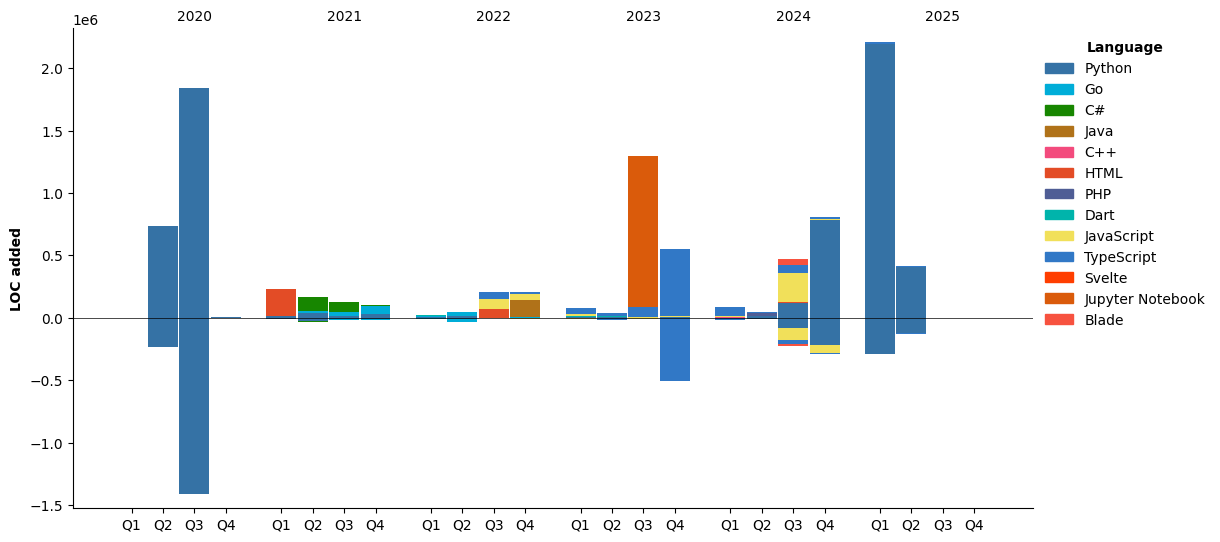 1e6
2020 2021 2022 2023 2024 2025
2.0
1.5
1.0
0.5
0.0
−0.5
−1.0
−1.5
LOC added
Q1 Q2 Q3 Q4 Q1 Q2 Q3 Q4 Q1 Q2 Q3 Q4 Q1 Q2 Q3 Q4 Q1 Q2 Q3 Q4 Q1 Q2 Q3 Q4
Language
Python
Go
C#
Java
C++
HTML
PHP
Dart
JavaScript
TypeScript
Svelte
Jupyter Notebook
Blade